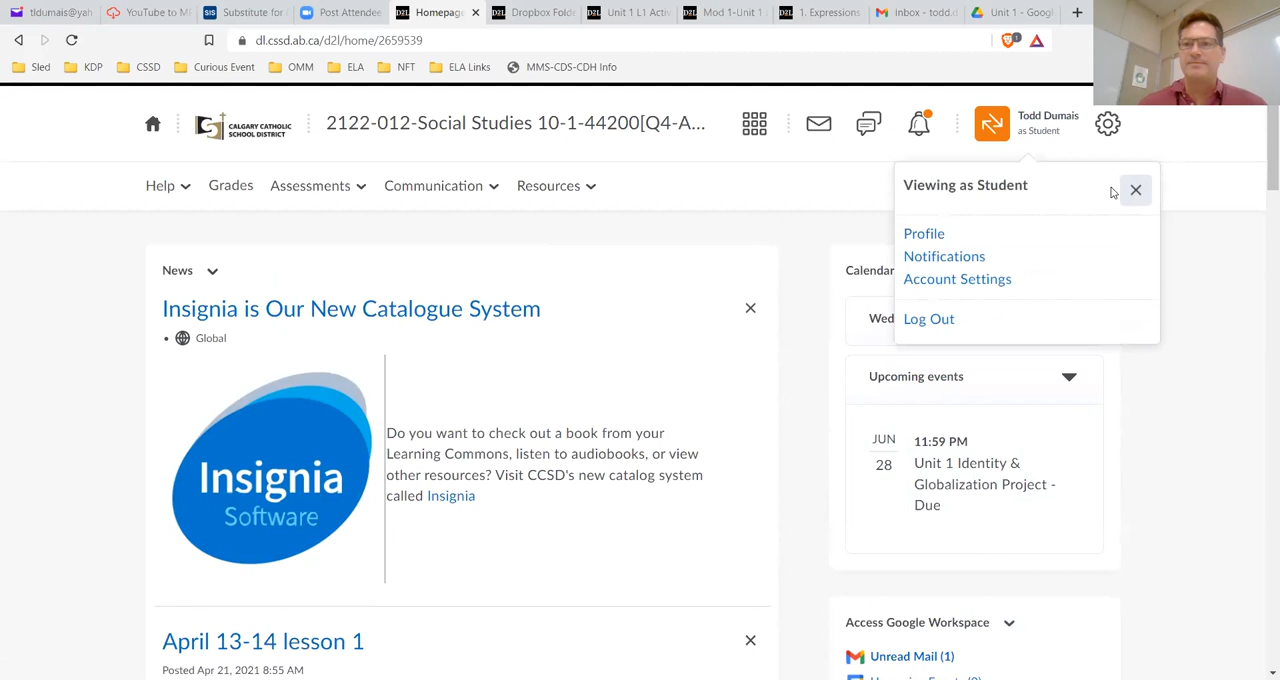 tldumais@yah
YouTube to M
Substitute for
Post Attendee
Homepage
Dropbox Folde
Unit 1 L1 Activ
Mod 1-Unit 1
1. Expressions
Inbox - todd.d
Unit 1 - Googl
dl.cssd.ab.ca/d2l/home/2659539
Sled KDP CSSD Curious Event OMM ELA NFT ELA Links MMS-CDS-CDH Info
CALGARY CATHOLIC
SCHOOL DISTRICT
2122-012-Social Studies 10-1-44200[Q4-A...
Todd Dumais
as Student
Help Grades Assessments Communication Resources
Viewing as Student
Profile
Notifications
Account Settings
Log Out
News
Insignia is Our New Catalogue System
Global
Insignia
Software
Do you want to check out a book from your
Learning Commons, listen to audiobooks, or view
other resources? Visit CCSD's new catalog system
called Insignia
April 13-14 lesson 1
Posted Apr 21, 2021 8:55 AM
Calendar
Wed
Upcoming events
JUN
28
11:59 PM
Unit 1 Identity &
Globalization Project -
Due
Access Google Workspace
Unread Mail (1)